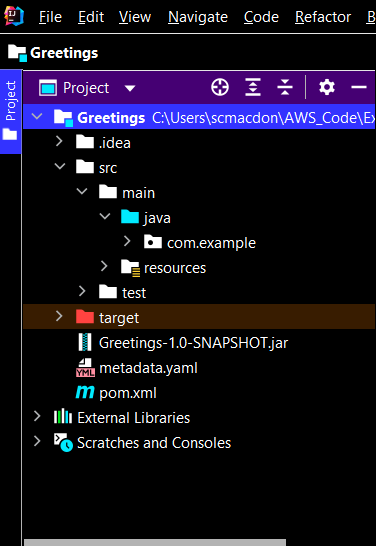 File Edit View Navigate Code Refactor B
Greetings
Project
Project
Greetings C:\Users\scmacdon\AWS_Code\Ex
.idea
src
main
java
com.example
resources
test
target
Greetings-1.0-SNAPSHOT.jar
YML metadata.yaml
m pom.xml
External Libraries
Scratches and Consoles